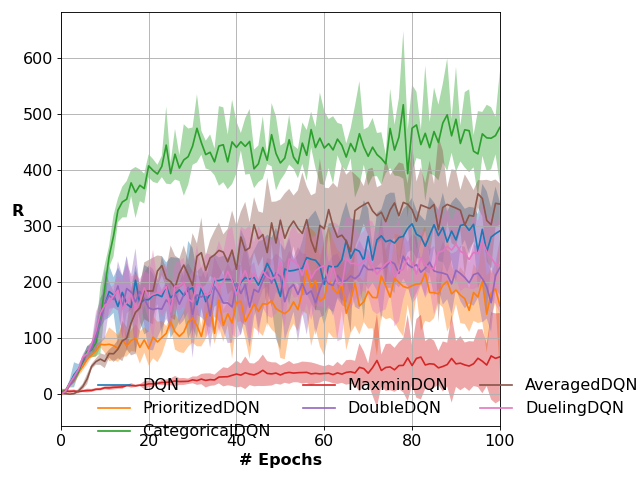 600
500
400
R
300
200
100
0
DQN MaxminDQN AveragedDQN
PrioritizedDQN DoubleDQN DuelingDQN
CategoricalDQN
0 20 40 60 80 100
# Epochs